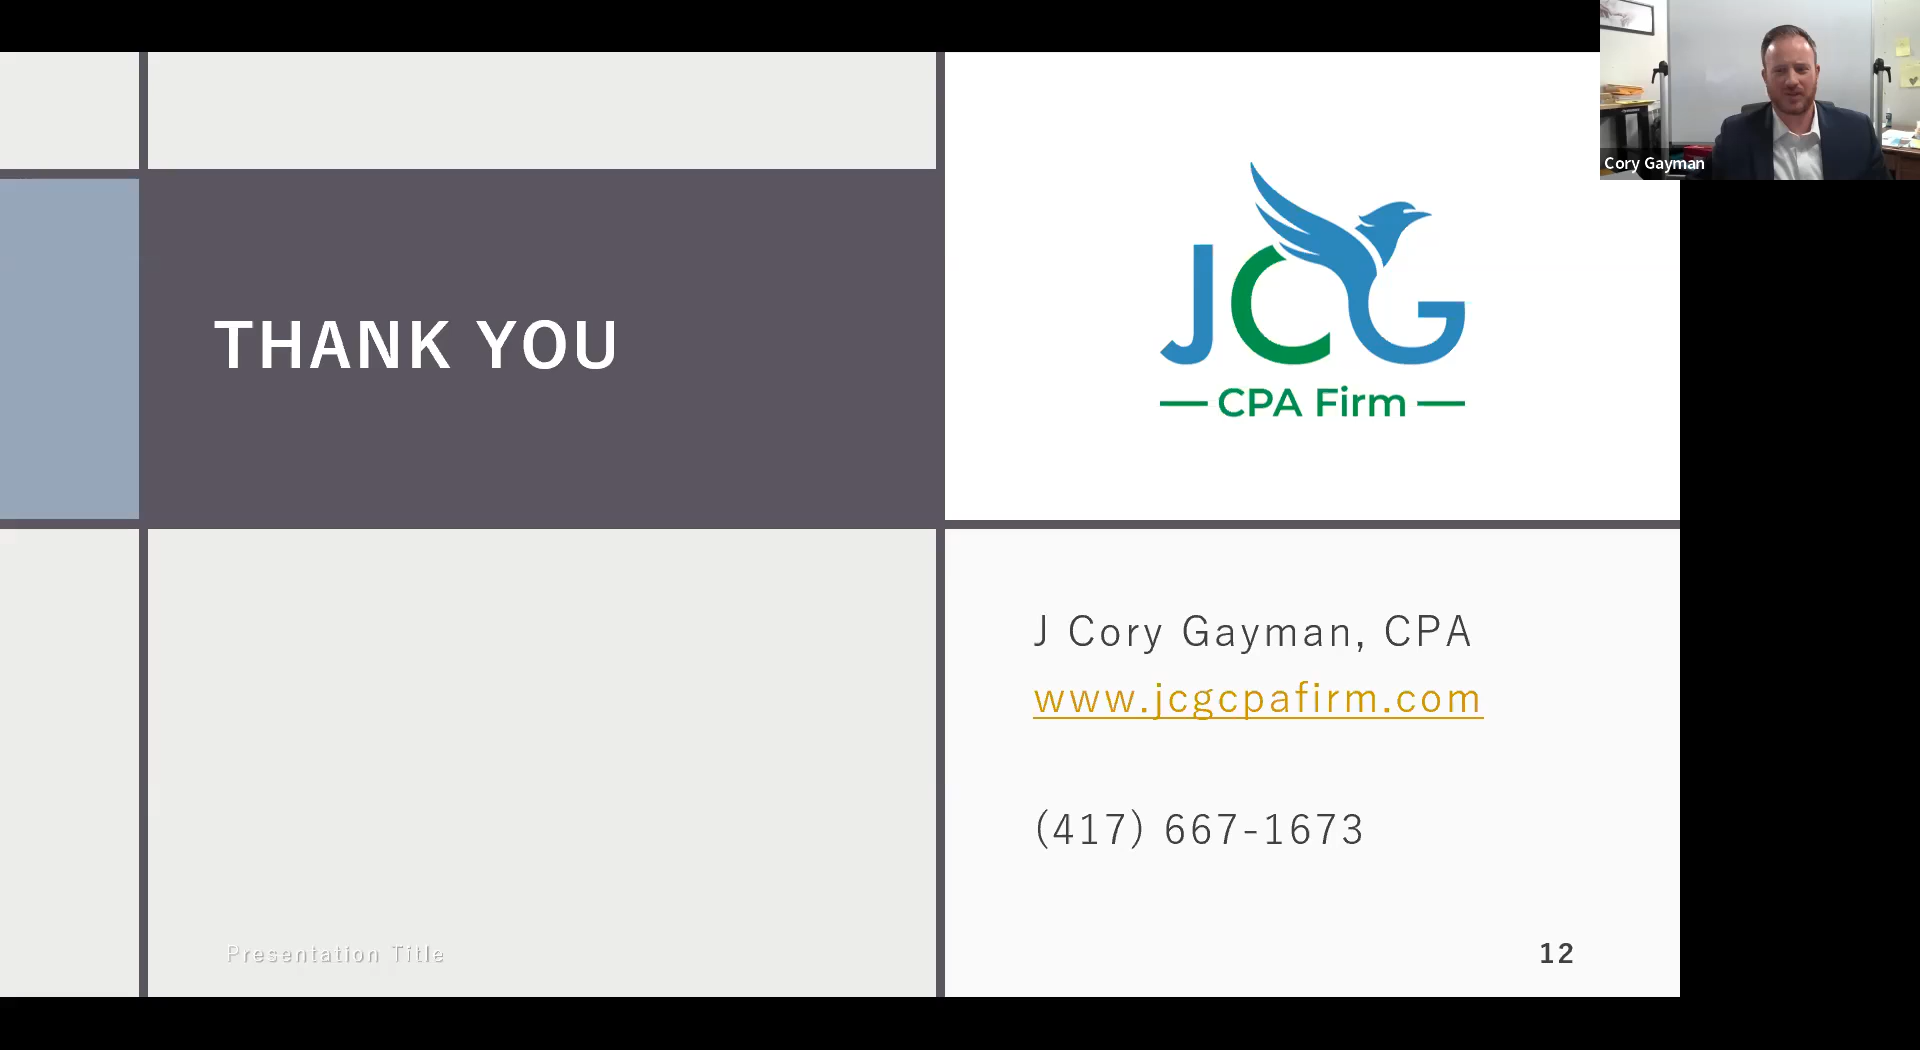 Cory Gayman
THANK YOU
JCG
CPA Firm
J Cory Gayman, CPA
www.jcgcpafirm.com
(417) 667-1673
Presentation Title
12